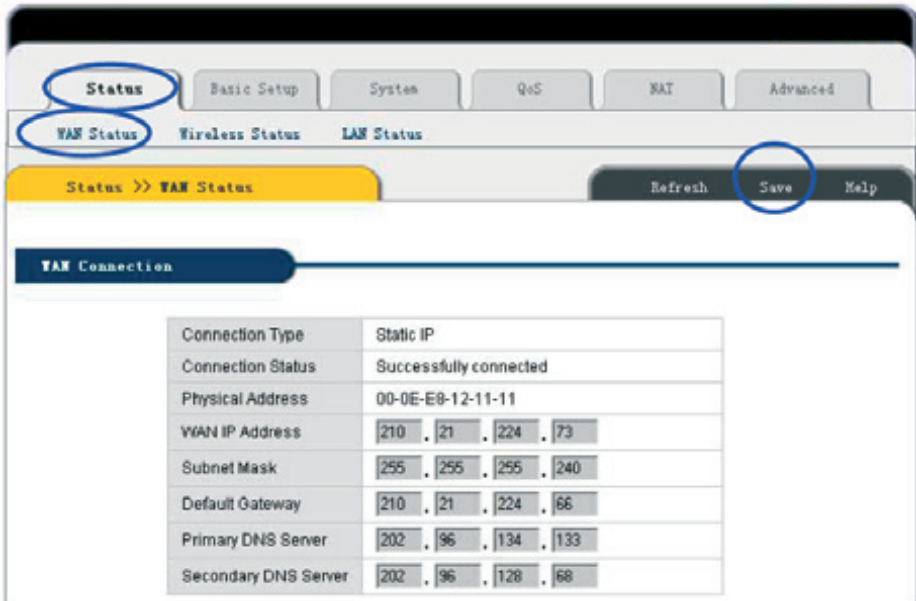 Status Basic Setup System QoS NAT Advanced
WAN Status Wireless Status LAN Status
Status >> WAN Status Refresh Save Help
WAN Connection
Connection Type Static IP
Connection Status Successfully connected
Physical Address 00-0E-E8-12-11-11
WAN IP Address 210 . 21 . 224 . 73
Subnet Mask 255 . 255 . 255 . 240
Default Gateway 210 . 21 . 224 . 66
Primary DNS Server 202 . 96 . 134 . 133
Secondary DNS Server 202 . 96 . 128 . 68